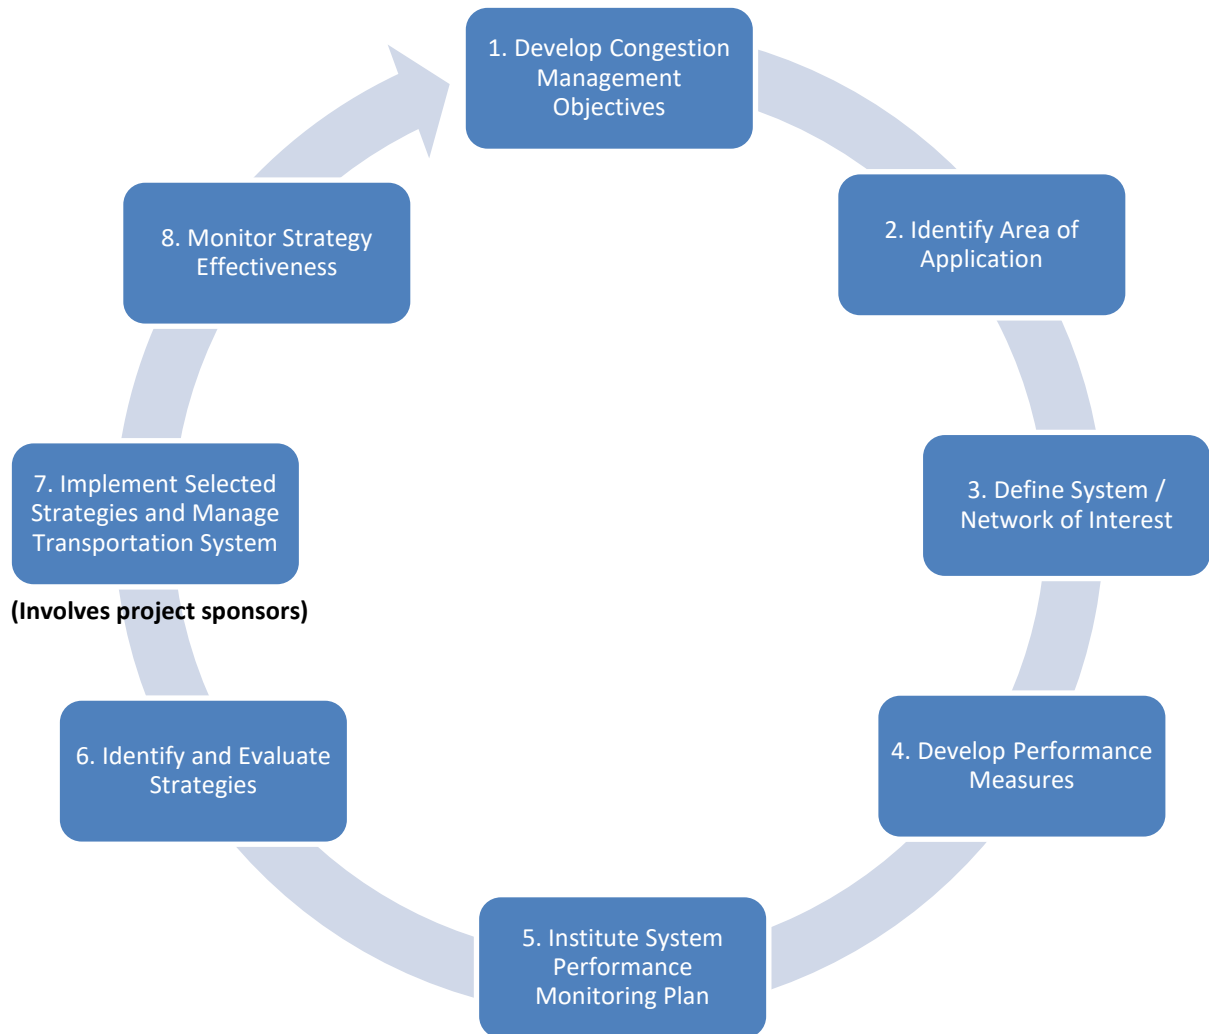 1. Develop Congestion
Management
Objectives
2. Identify Area of
Application
3. Define System /
Network of Interest
4. Develop Performance
Measures
5. Institute System
Performance
Monitoring Plan
6. Identify and Evaluate
Strategies
7. Implement Selected
Strategies and Manage
Transportation System
(Involves project sponsors)
8. Monitor Strategy
Effectiveness